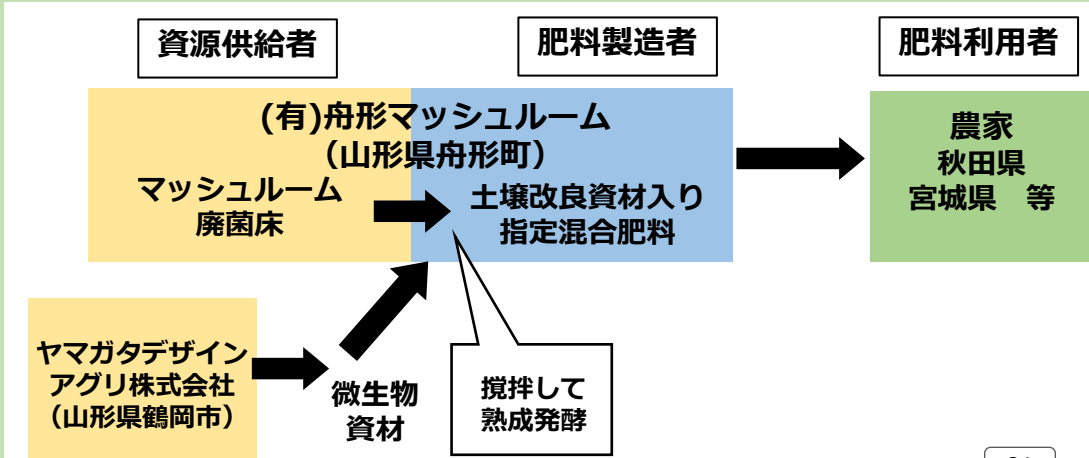 資源供給者
肥料製造者
肥料利用者
(有)舟形マッシュルーム
（山形県舟形町）
マッシュルーム
廃菌床
土壌改良資材入り
指定混合肥料
農家
秋田県
宮城県　等
ヤマガタデザイン
アグリ株式会社
（山形県鶴岡市）
微生物
資材
撹拌して
熟成発酵